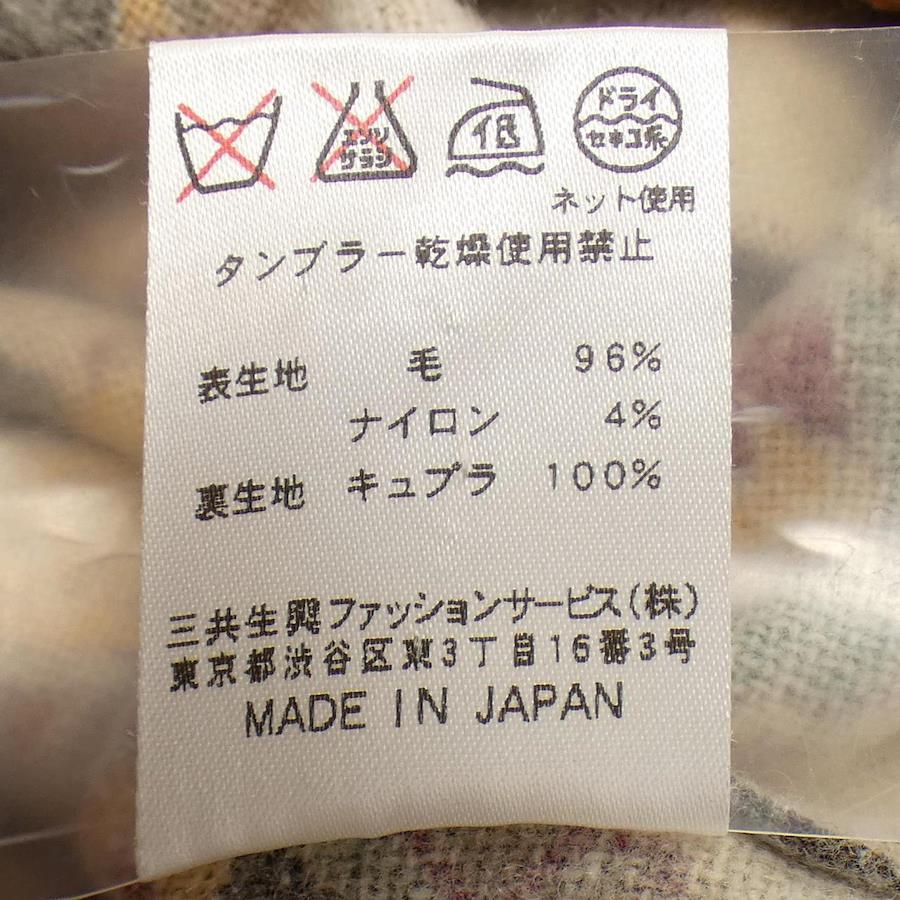 エンソ
サラシ
低
ドライ
セキユ系
ネット使用
タンブラー乾燥使用禁止
表生地 毛 96%
ナイロン 4%
裏生地 キュプラ 100%
三共生興ファッションサービス(株)
東京都渋谷区東3丁目16番3号
MADE IN JAPAN